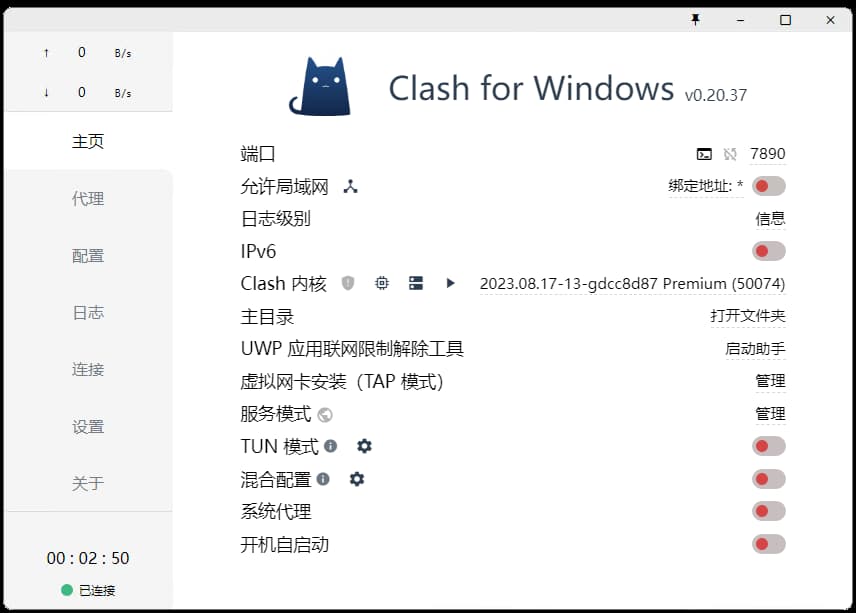 ↑ 0 B/s
↓ 0 B/s
主页
代理
配置
日志
连接
设置
关于
00 : 02 : 50
已连接
Clash for Windows v0.20.37
端口 7890
允许局域网 绑定地址: *
日志级别 信息
IPv6
Clash 内核 2023.08.17-13-gdcc8d87 Premium (50074)
主目录 打开文件夹
UWP 应用联网限制解除工具 启动助手
虚拟网卡安装（TAP 模式） 管理
服务模式 管理
TUN 模式
混合配置
系统代理
开机自启动